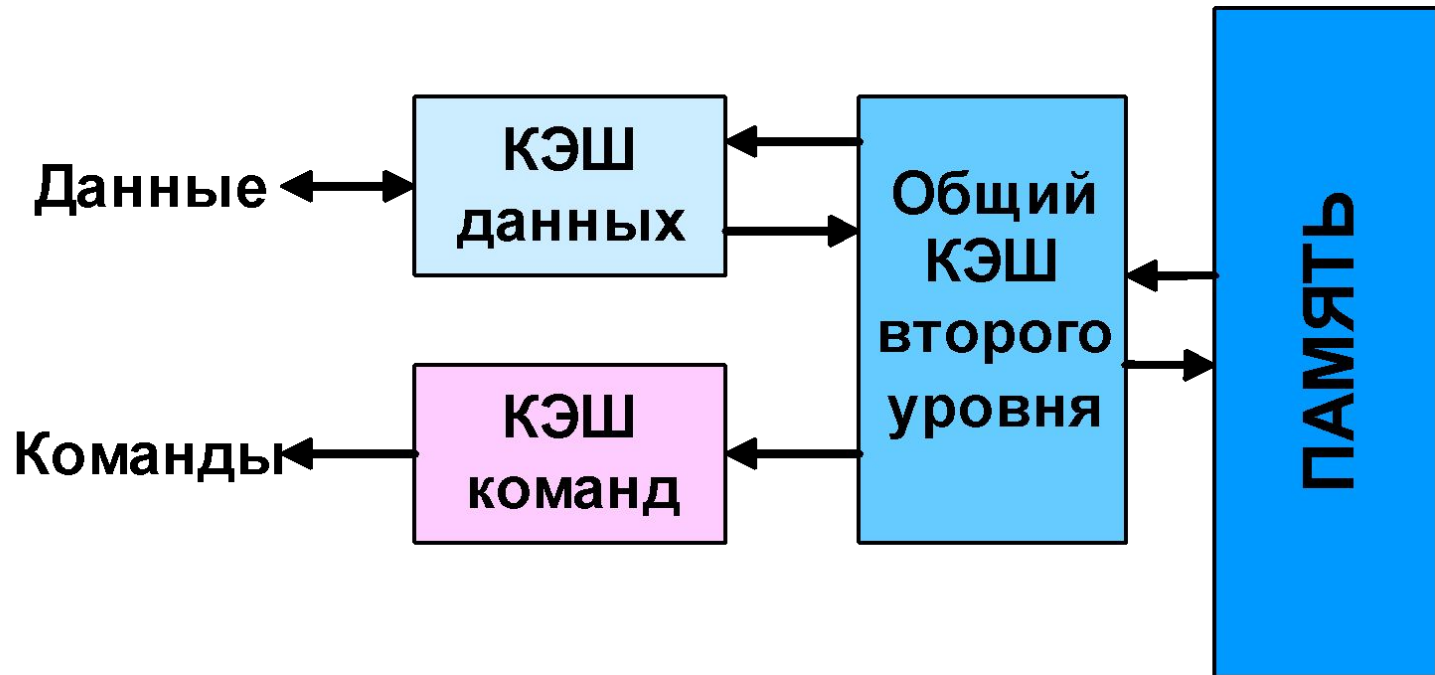 Данные
КЭШ
данных
Команды
КЭШ
команд
Общий
КЭШ
второго
уровня
ПАМЯТЬ